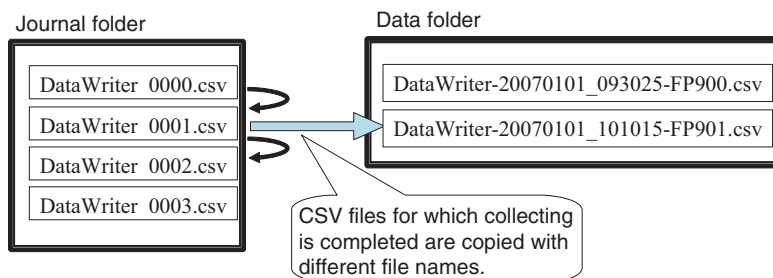 Journal folder
DataWriter 0000.csv
DataWriter 0001.csv
DataWriter 0002.csv
DataWriter 0003.csv
Data folder
DataWriter-20070101_093025-FP900.csv
DataWriter-20070101_101015-FP901.csv
CSV files for which collecting
is completed are copied with
different file names.